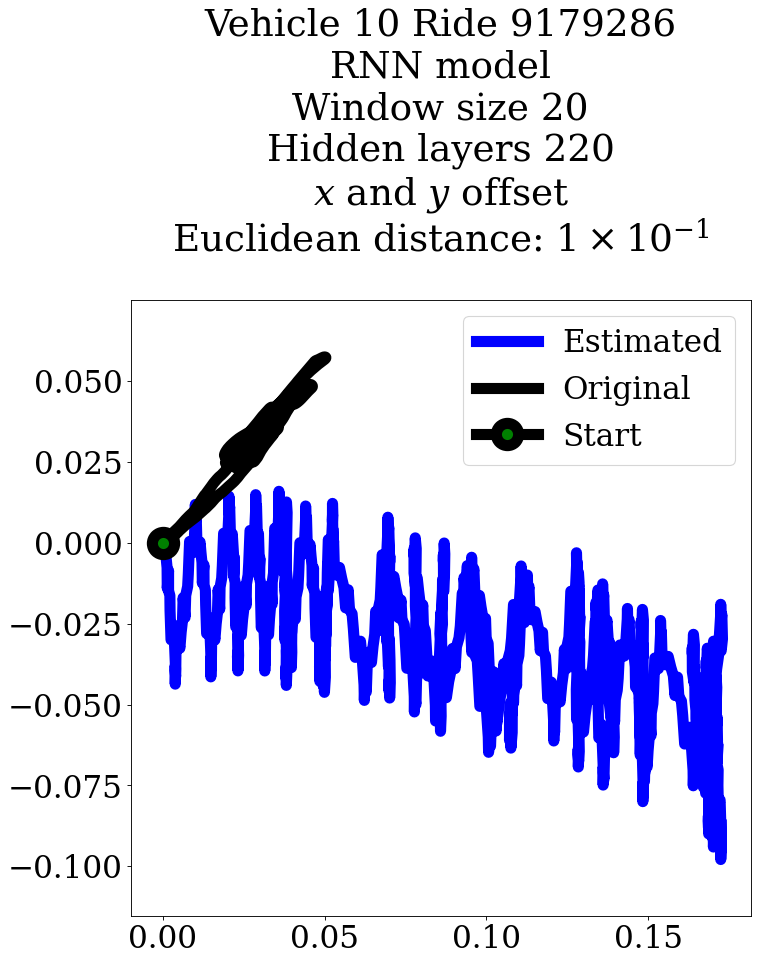 Vehicle 10 Ride 9179286
RNN model
Window size 20
Hidden layers 220
x and y offset
Euclidean distance: 1 × 10⁻¹
Estimated
Original
Start
0.050
0.025
0.000
−0.025
−0.050
−0.075
−0.100
0.00 0.05 0.10 0.15